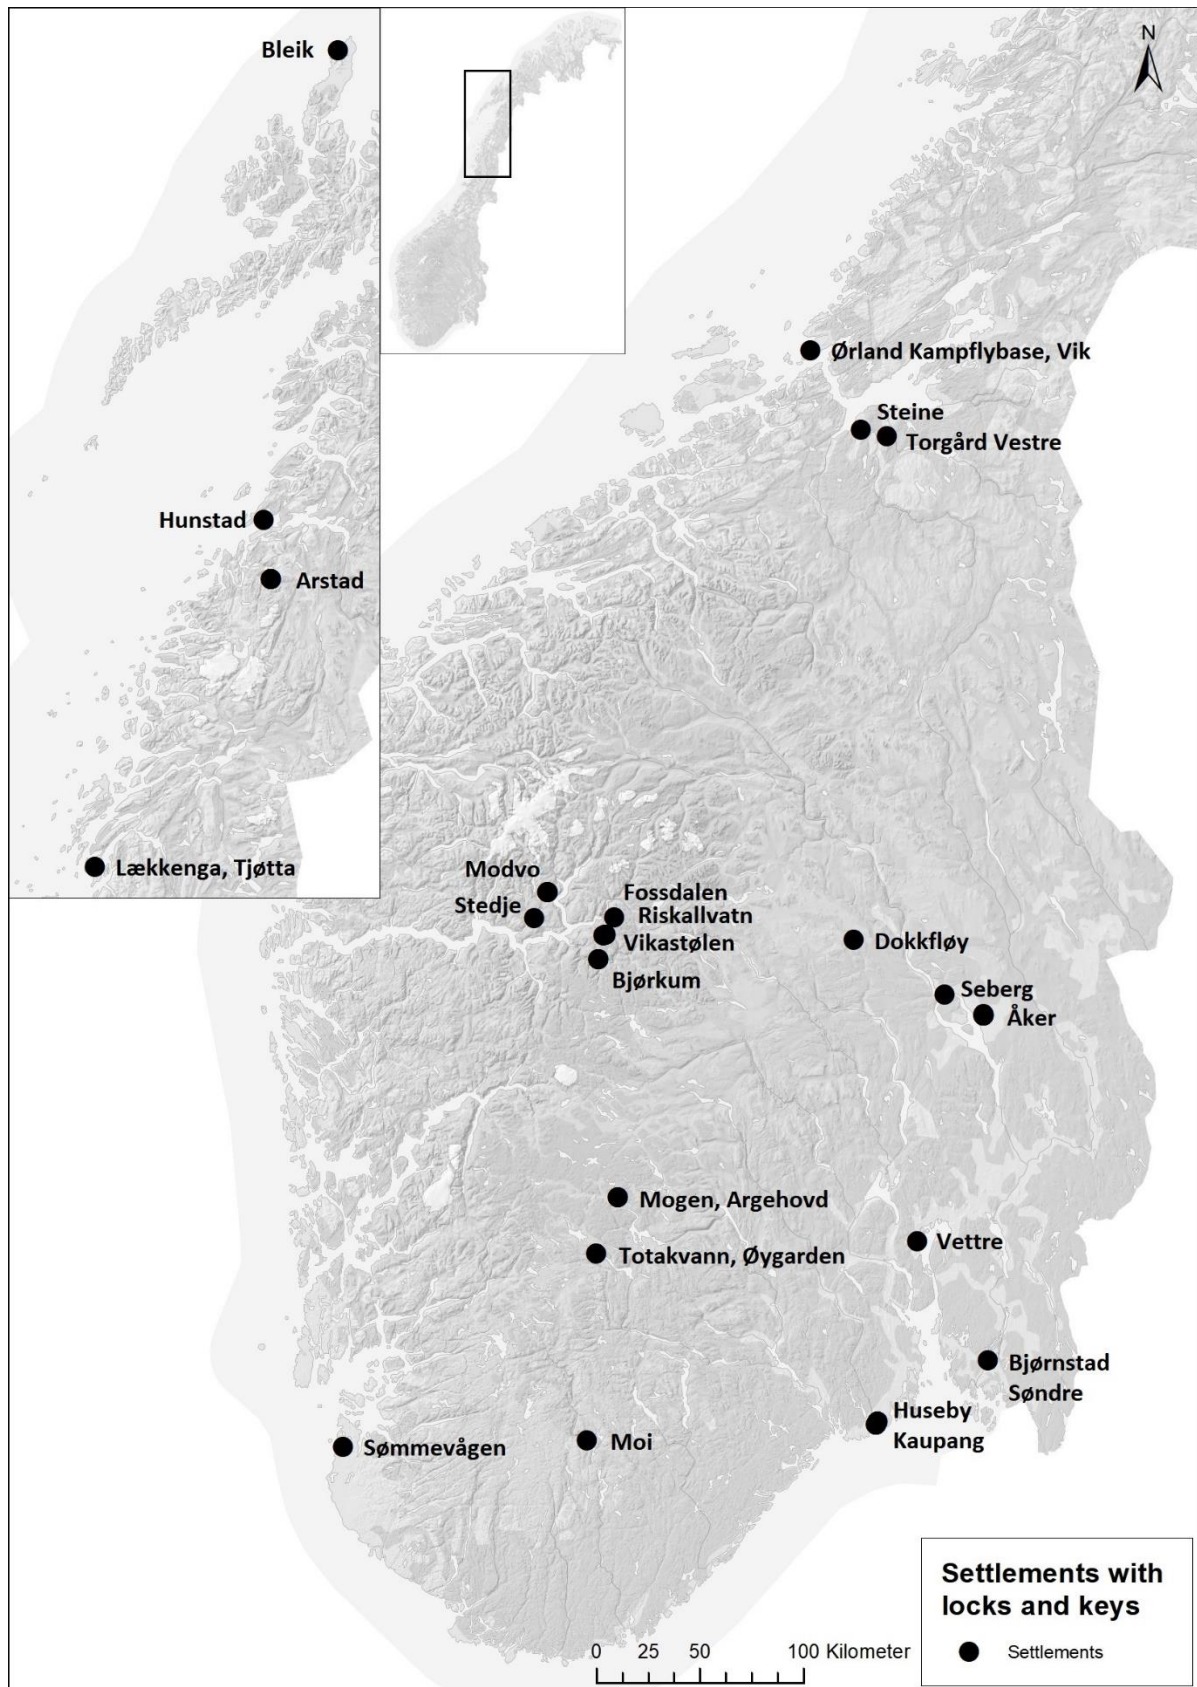 Bleik
N
Ørland Kampflybase, Vik
Steine
Torgård Vestre
Hunstad
Arstad
Lækkenga, Tjøtta
Modvo
Stedje
Fossdalen
Riskallvatn
Vikastølen
Bjørkum
Dokkfløy
Seberg
Åker
Mogen, Argehovd
Totakvann, Øygarden
Vettre
Bjørnstad
Søndre
Huseby
Kaupang
Sømmevågen
Moi
Settlements with
locks and keys
Settlements
0 25 50 100 Kilometer